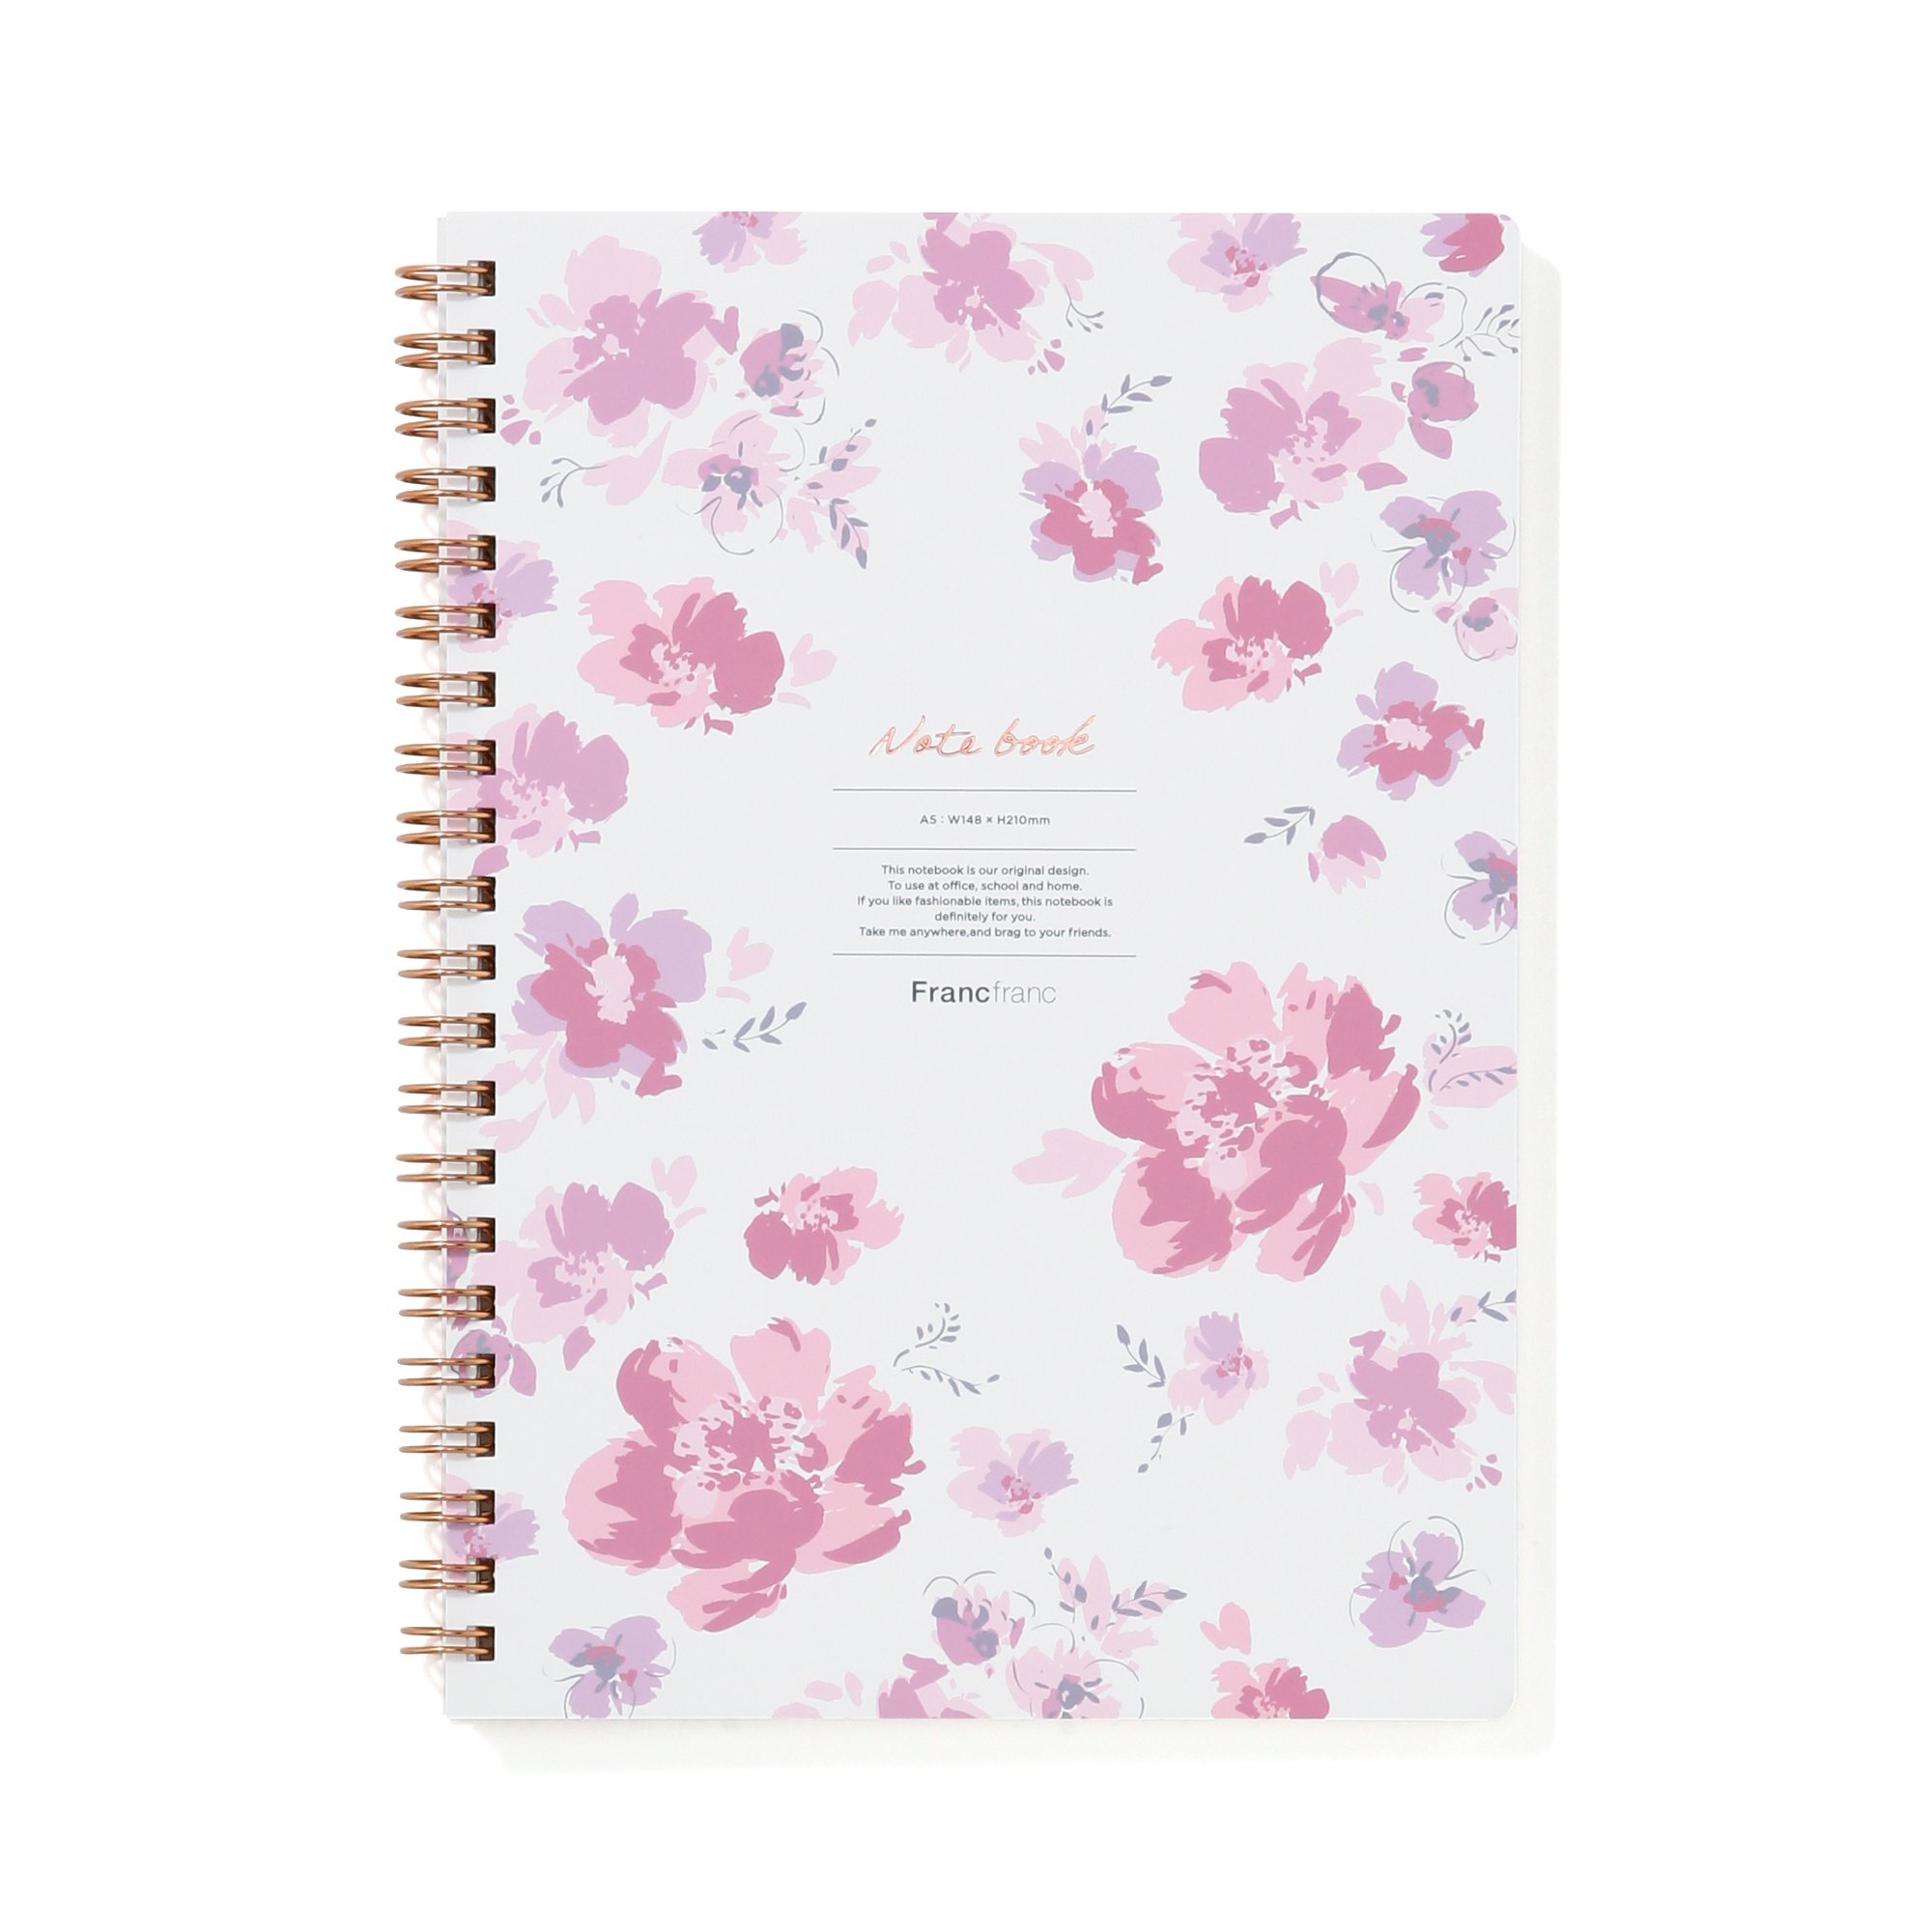 Note book
A5 : W148 × H210mm
This notebook is our original design.
To use at office, school and home.
If you like fashionable items, this notebook is
definitely for you.
Take me anywhere,and brag to your friends.
Francfranc